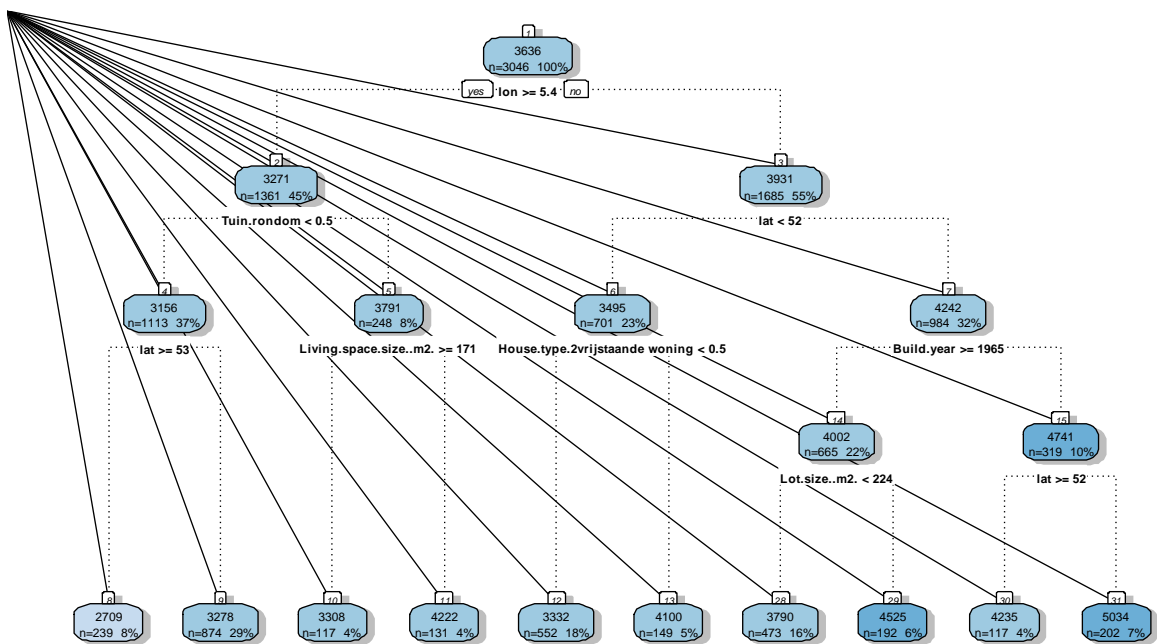 1
3636
n=3046 100%
yes lon >= 5.4 no
2
3271
n=1361 45%
3
3931
n=1685 55%
Tuin.rondom < 0.5
lat < 52
4
3156
n=1113 37%
5
3791
n=248 8%
6
3495
n=701 23%
7
4242
n=984 32%
lat >= 53
Living.space.size..m2. >= 171
House.type.2vrijstaande woning < 0.5
Build.year >= 1965
14
4002
n=665 22%
15
4741
n=319 10%
Lot.size..m2. < 224
lat >= 52
8
2709
n=239 8%
9
3278
n=874 29%
10
3308
n=117 4%
11
4222
n=131 4%
12
3332
n=552 18%
13
4100
n=149 5%
28
3790
n=473 16%
29
4525
n=192 6%
30
4235
n=117 4%
31
5034
n=202 7%